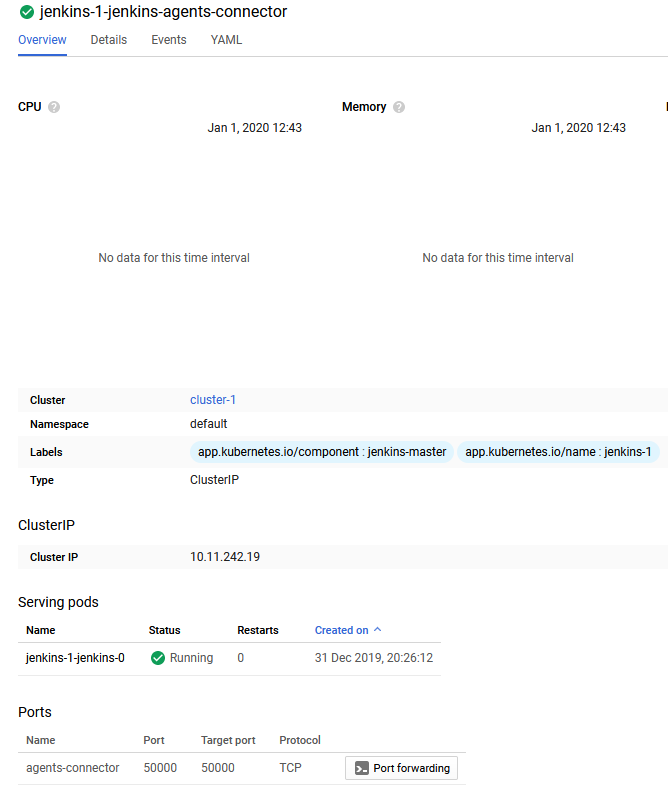 jenkins-1-jenkins-agents-connector
Overview Details Events YAML
CPU ? Memory ?
Jan 1, 2020 12:43 Jan 1, 2020 12:43
No data for this time interval No data for this time interval
Cluster cluster-1
Namespace default
Labels app.kubernetes.io/component : jenkins-master app.kubernetes.io/name : jenkins-1
Type ClusterIP
ClusterIP
Cluster IP 10.11.242.19
Serving pods
Name Status Restarts Created on
jenkins-1-jenkins-0 Running 0 31 Dec 2019, 20:26:12
Ports
Name Port Target port Protocol
agents-connector 50000 50000 TCP Port forwarding